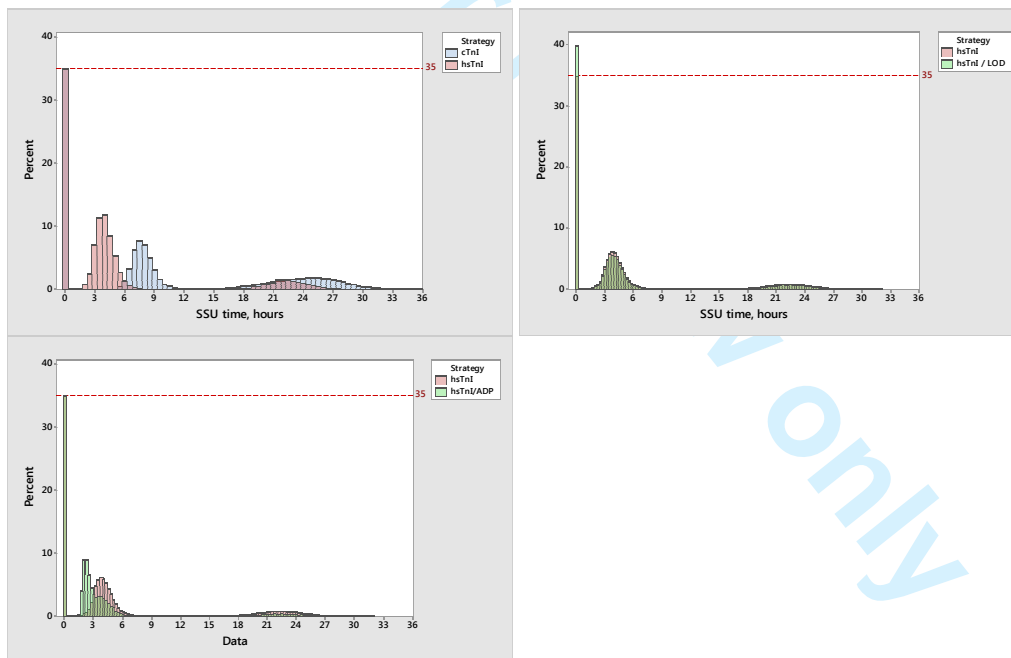 Strategy
cTnI
hsTnI
40
30
20
10
0
35
Percent
0 3 6 9 12 15 18 21 24 27 30 33 36
SSU time, hours
Strategy
hsTnI
hsTnI / LOD
40
30
20
10
0
35
Percent
0 3 6 9 12 15 18 21 24 27 30 33 36
SSU time, hours
Strategy
hsTnI
hsTnI/ADP
40
30
20
10
0
35
Percent
0 3 6 9 12 15 18 21 24 27 30 33 36
Data
only